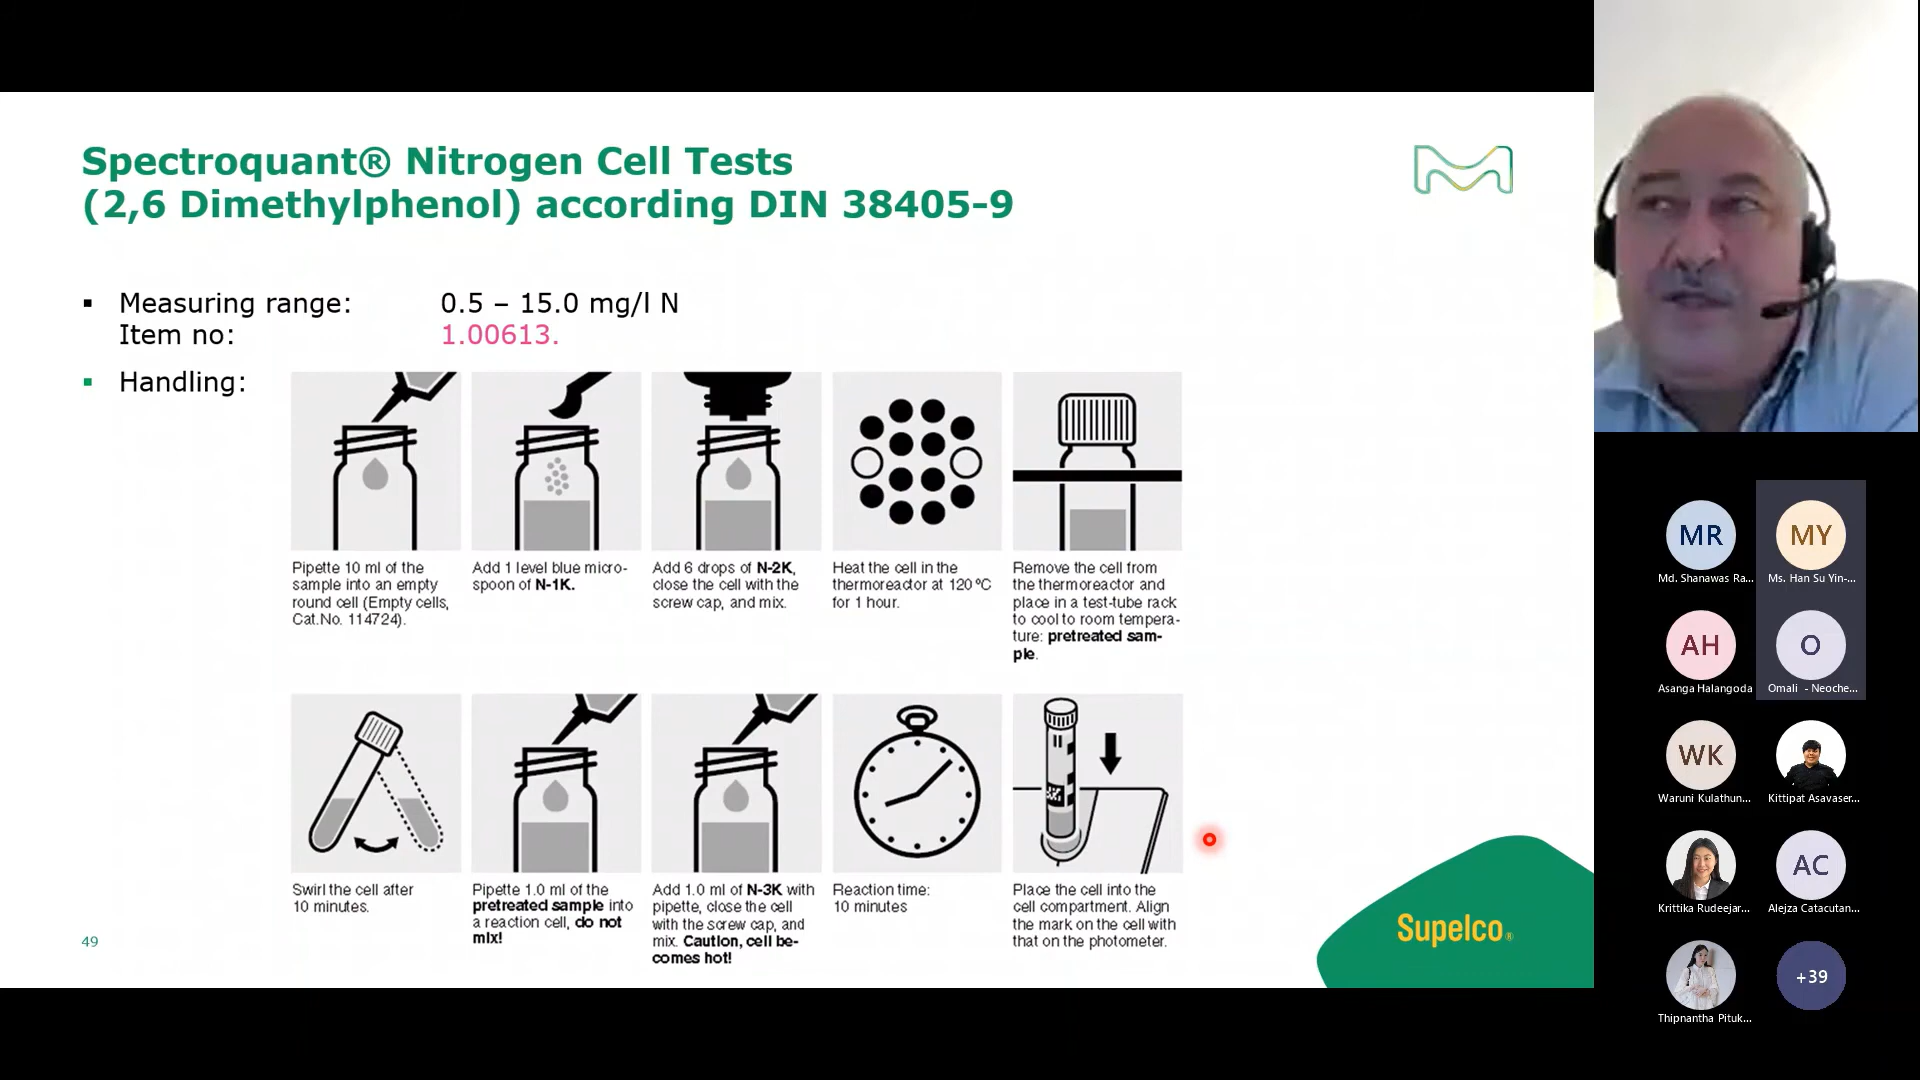 Spectroquant® Nitrogen Cell Tests
(2,6 Dimethylphenol) according DIN 38405-9
▪ Measuring range: 0.5 – 15.0 mg/l N
Item no: 1.00613.
▪ Handling:
Pipette 10 ml of the
sample into an empty
round cell (Empty cells,
Cat.No. 114724).
Add 1 level blue micro-
spoon of N-1K.
Add 6 drops of N-2K,
close the cell with the
screw cap, and mix.
Heat the cell in the
thermoreactor at 120 °C
for 1 hour.
Remove the cell from
the thermoreactor and
place in a test-tube rack
to cool to room tempera-
ture: pretreated sam-
ple.
Swirl the cell after
10 minutes.
Pipette 1.0 ml of the
pretreated sample into
a reaction cell, do not
mix!
Add 1.0 ml of N-3K with
pipette, close the cell
with the screw cap, and
mix. Caution, cell be-
comes hot!
Reaction time:
10 minutes
Place the cell into the
cell compartment. Align
the mark on the cell with
that on the photometer.
49
Supelco®
MR
Md. Shanawas Ra...
MY
Ms. Han Su Yin-...
AH
Asanga Halangoda
O
Omali - Neoche...
WK
Waruni Kulathun...
Kittipat Asavaser...
Krittika Rudeejar...
AC
Alejza Catacutan...
Thipnantha Pituk...
+39